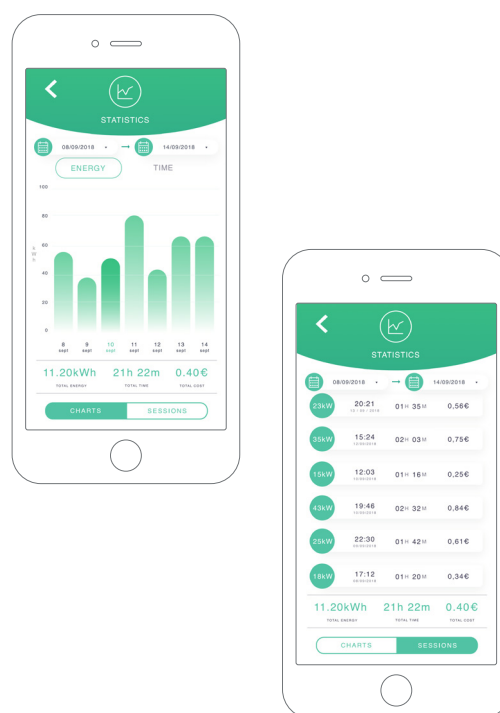 STATISTICS
08/09/2018 → 14/09/2018
ENERGY TIME
100
80
60
40
20
0
8 9 10 11 12 13 14
sept sept sept sept sept sept sept
11.20kWh 21h 22m 0.40€
TOTAL ENERGY TOTAL TIME TOTAL COST
CHARTS SESSIONS
STATISTICS
08/09/2018 → 14/09/2018
23kW 20:21 01H 35M 0,56€
35kW 15:24 02H 03M 0,75€
15kW 12:03 01H 16M 0,25€
43kW 19:46 02H 32M 0,84€
25kW 22:30 01H 42M 0,61€
18kW 17:12 01H 20M 0,34€
11.20kWh 21h 22m 0.40€
TOTAL ENERGY TOTAL TIME TOTAL COST
CHARTS SESSIONS